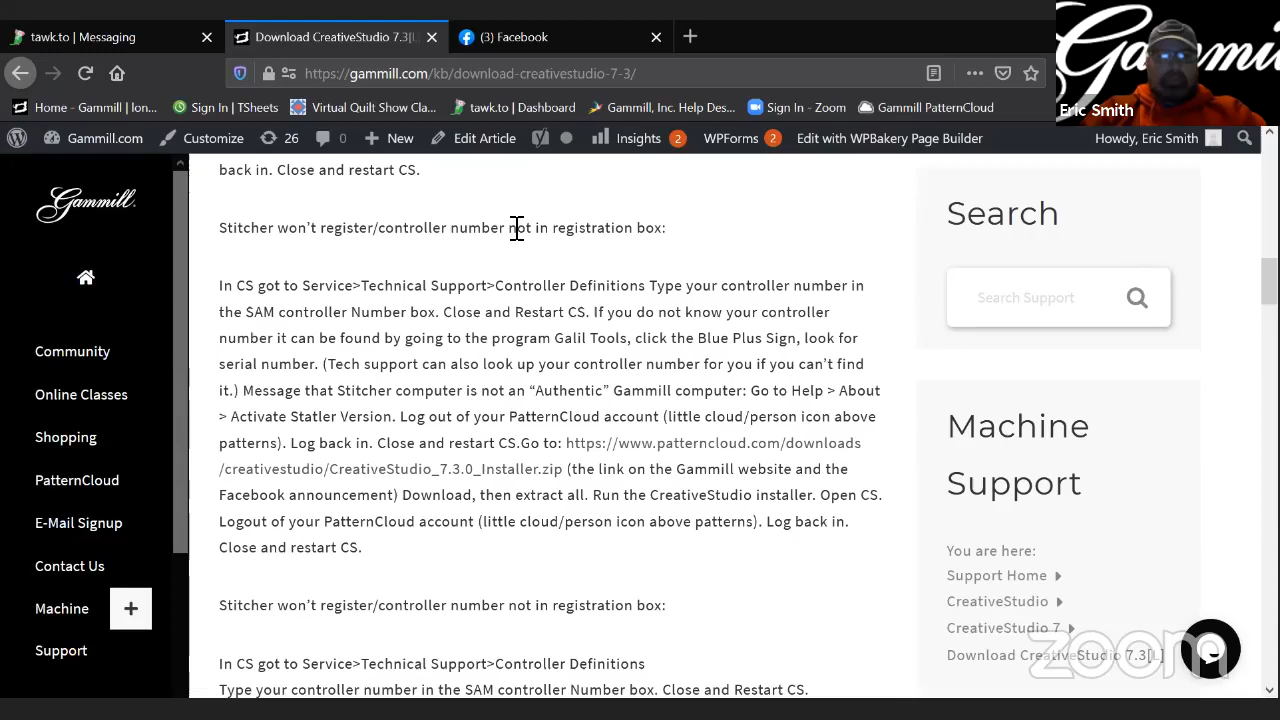 tawk.to | Messaging
Download CreativeStudio 7.3[L
(3) Facebook
https://gammill.com/kb/download-creativestudio-7-3/
Home - Gammill | lon...
Sign In | TSheets
Virtual Quilt Show Cla...
tawk.to | Dashboard
Gammill, Inc. Help Des...
Sign In - Zoom
Gammill PatternCloud
Gammill
Eric Smith
Gammill.com
Customize
26
0
New
Edit Article
Insights 2
WPForms 2
Edit with WPBakery Page Builder
Howdy, Eric Smith
Gammill
Community
Online Classes
Shopping
PatternCloud
E-Mail Signup
Contact Us
Machine +
Support
back in. Close and restart CS.
Stitcher won't register/controller number not in registration box:
In CS got to Service>Technical Support>Controller Definitions Type your controller number in
the SAM controller Number box. Close and Restart CS. If you do not know your controller
number it can be found by going to the program Galil Tools, click the Blue Plus Sign, look for
serial number. (Tech support can also look up your controller number for you if you can't find
it.) Message that Stitcher computer is not an “Authentic” Gammill computer: Go to Help > About
> Activate Statler Version. Log out of your PatternCloud account (little cloud/person icon above
patterns). Log back in. Close and restart CS.Go to: https://www.patterncloud.com/downloads
/creativestudio/CreativeStudio_7.3.0_Installer.zip (the link on the Gammill website and the
Facebook announcement) Download, then extract all. Run the CreativeStudio installer. Open CS.
Logout of your PatternCloud account (little cloud/person icon above patterns). Log back in.
Close and restart CS.
Stitcher won't register/controller number not in registration box:
In CS got to Service>Technical Support>Controller Definitions
Type your controller number in the SAM controller Number box. Close and Restart CS.
Search
Search Support
Machine
Support
You are here:
Support Home
CreativeStudio
CreativeStudio 7
Download CreativeStudio 7.3[L]
zoom